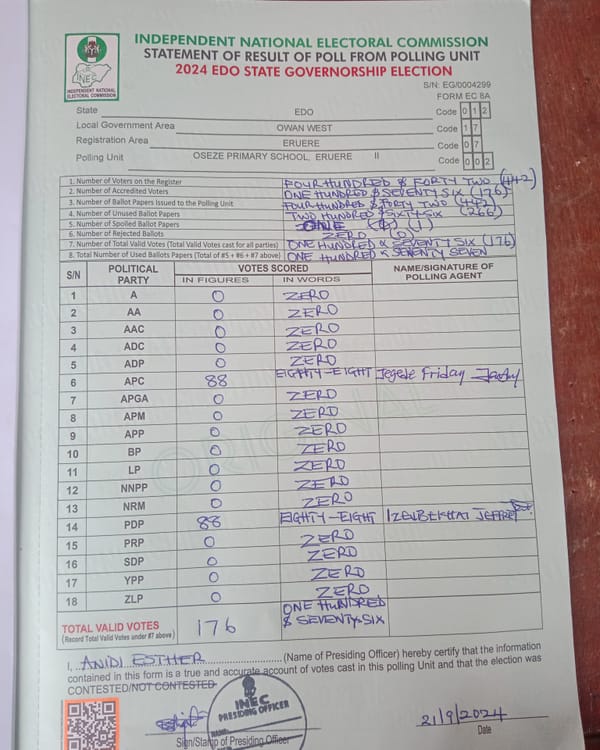 INDEPENDENT NATIONAL ELECTORAL COMMISSION
STATEMENT OF RESULT OF POLL FROM POLLING UNIT
2024 EDO STATE GOVERNORSHIP ELECTION
INEC
INDEPENDENT NATIONAL
ELECTORAL COMMISSION
S/N: EG/0004299
FORM EC 8A
State EDO Code 0 1 2
Local Government Area OWAN WEST Code 1 7
Registration Area ERUERE Code 0 7
Polling Unit OSEZE PRIMARY SCHOOL, ERUERE II Code 0 0 2
1. Number of Voters on the Register FOUR HUNDRED & FORTY TWO (442)
2. Number of Accredited Voters ONE HUNDRED & SEVENTY SIX (176)
3. Number of Ballot Papers Issued to the Polling Unit FOUR HUNDRED & FORTY TWO (442)
4. Number of Unused Ballot Papers TWO HUNDRED & SIXTY SIX (266)
5. Number of Spoiled Ballot Papers ONE (1)
6. Number of Rejected Ballots ZERO (0)
7. Number of Total Valid Votes (Total Valid Votes cast for all parties) ONE HUNDRED & SEVENTY SIX (176)
8. Total Number of Used Ballots Papers (Total of #5 + #6 + #7 above) ONE HUNDRED & SEVENTY SEVEN
S/N POLITICAL PARTY VOTES SCORED NAME/SIGNATURE OF POLLING AGENT
IN FIGURES IN WORDS
1 A 0 ZERO
2 AA 0 ZERO
3 AAC 0 ZERO
4 ADC 0 ZERO
5 ADP 0 ZERO
6 APC 88 EIGHTY-EIGHT Jegede Friday
7 APGA 0 ZERO
8 APM 0 ZERO
9 APP 0 ZERO
10 BP 0 ZERO
11 LP 0 ZERO
12 NNPP 0 ZERO
13 NRM 0 ZERO
14 PDP 88 EIGHTY-EIGHT JEFFREY
15 PRP 0 ZERO
16 SDP 0 ZERO
17 YPP 0 ZERO
18 ZLP 0 ZERO
TOTAL VALID VOTES 176 ONE HUNDRED & SEVENTY SIX
(Record Total Valid Votes under #7 above)
ORIGINAL
I, ANIDI ESTHER (Name of Presiding Officer) hereby certify that the information
contained in this form is a true and accurate account of votes cast in this polling Unit and that the election was
CONTESTED/NOT CONTESTED
INEC
PRESIDING OFFICER
NAME:
21/9/2024
Sign/Stamp of Presiding Officer Date